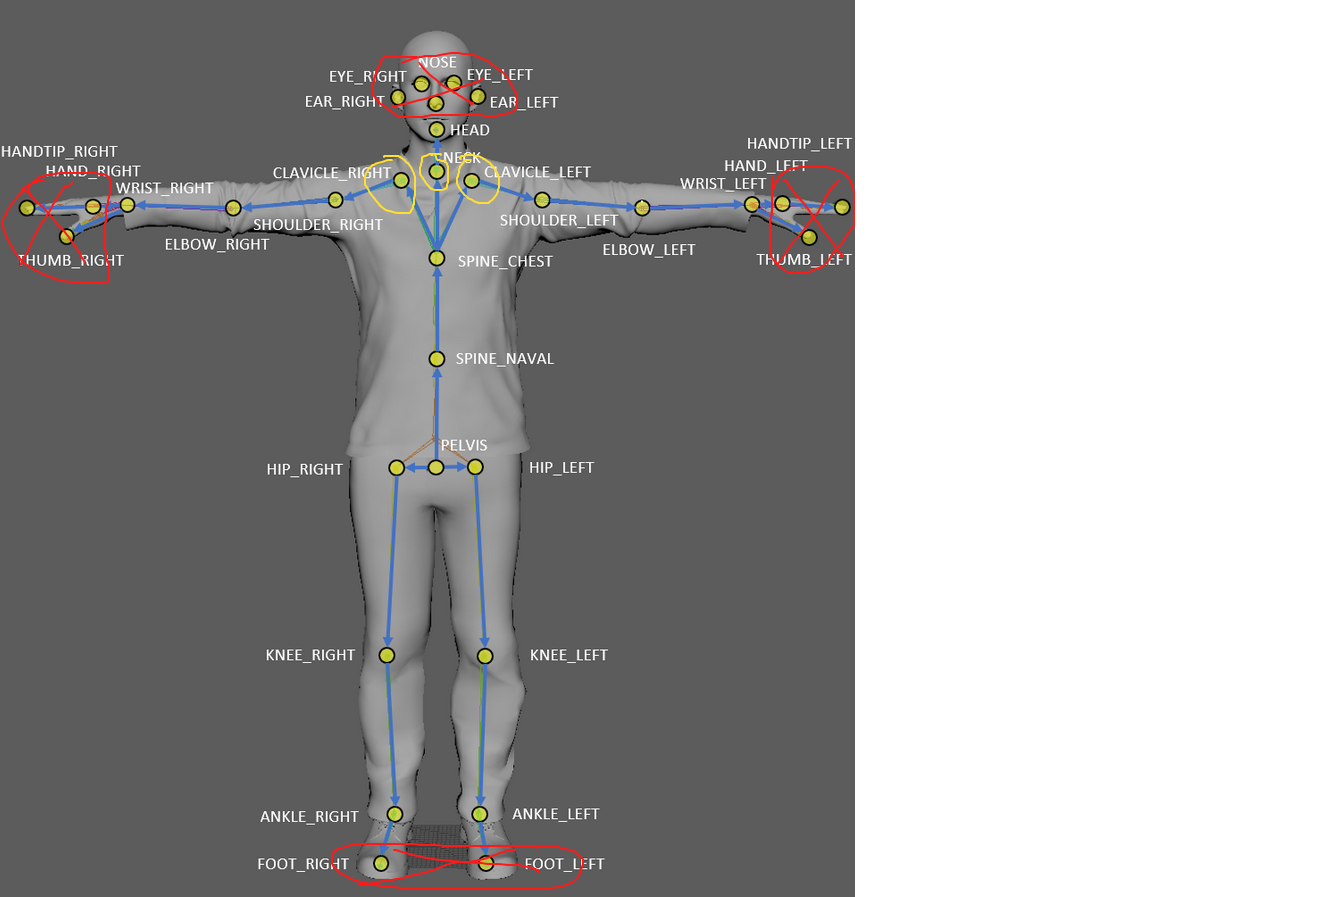 NOSE
EYE_RIGHT
EYE_LEFT
EAR_RIGHT
EAR_LEFT
HEAD
HANDTIP_RIGHT
HANDTIP_LEFT
NECK
HAND_RIGHT
CLAVICLE_RIGHT
CLAVICLE_LEFT
HAND_LEFT
WRIST_RIGHT
WRIST_LEFT
SHOULDER_RIGHT
SHOULDER_LEFT
ELBOW_RIGHT
ELBOW_LEFT
THUMB_RIGHT
SPINE_CHEST
THUMB_LEFT
SPINE_NAVAL
PELVIS
HIP_RIGHT
HIP_LEFT
KNEE_RIGHT
KNEE_LEFT
ANKLE_RIGHT
ANKLE_LEFT
FOOT_RIGHT
FOOT_LEFT